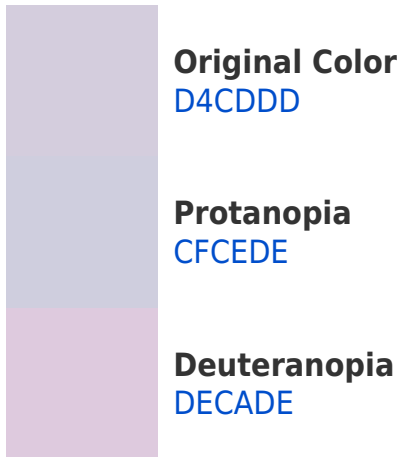 Original Color
D4CDDD
Protanopia
CFCEDE
Deuteranopia
DECADE